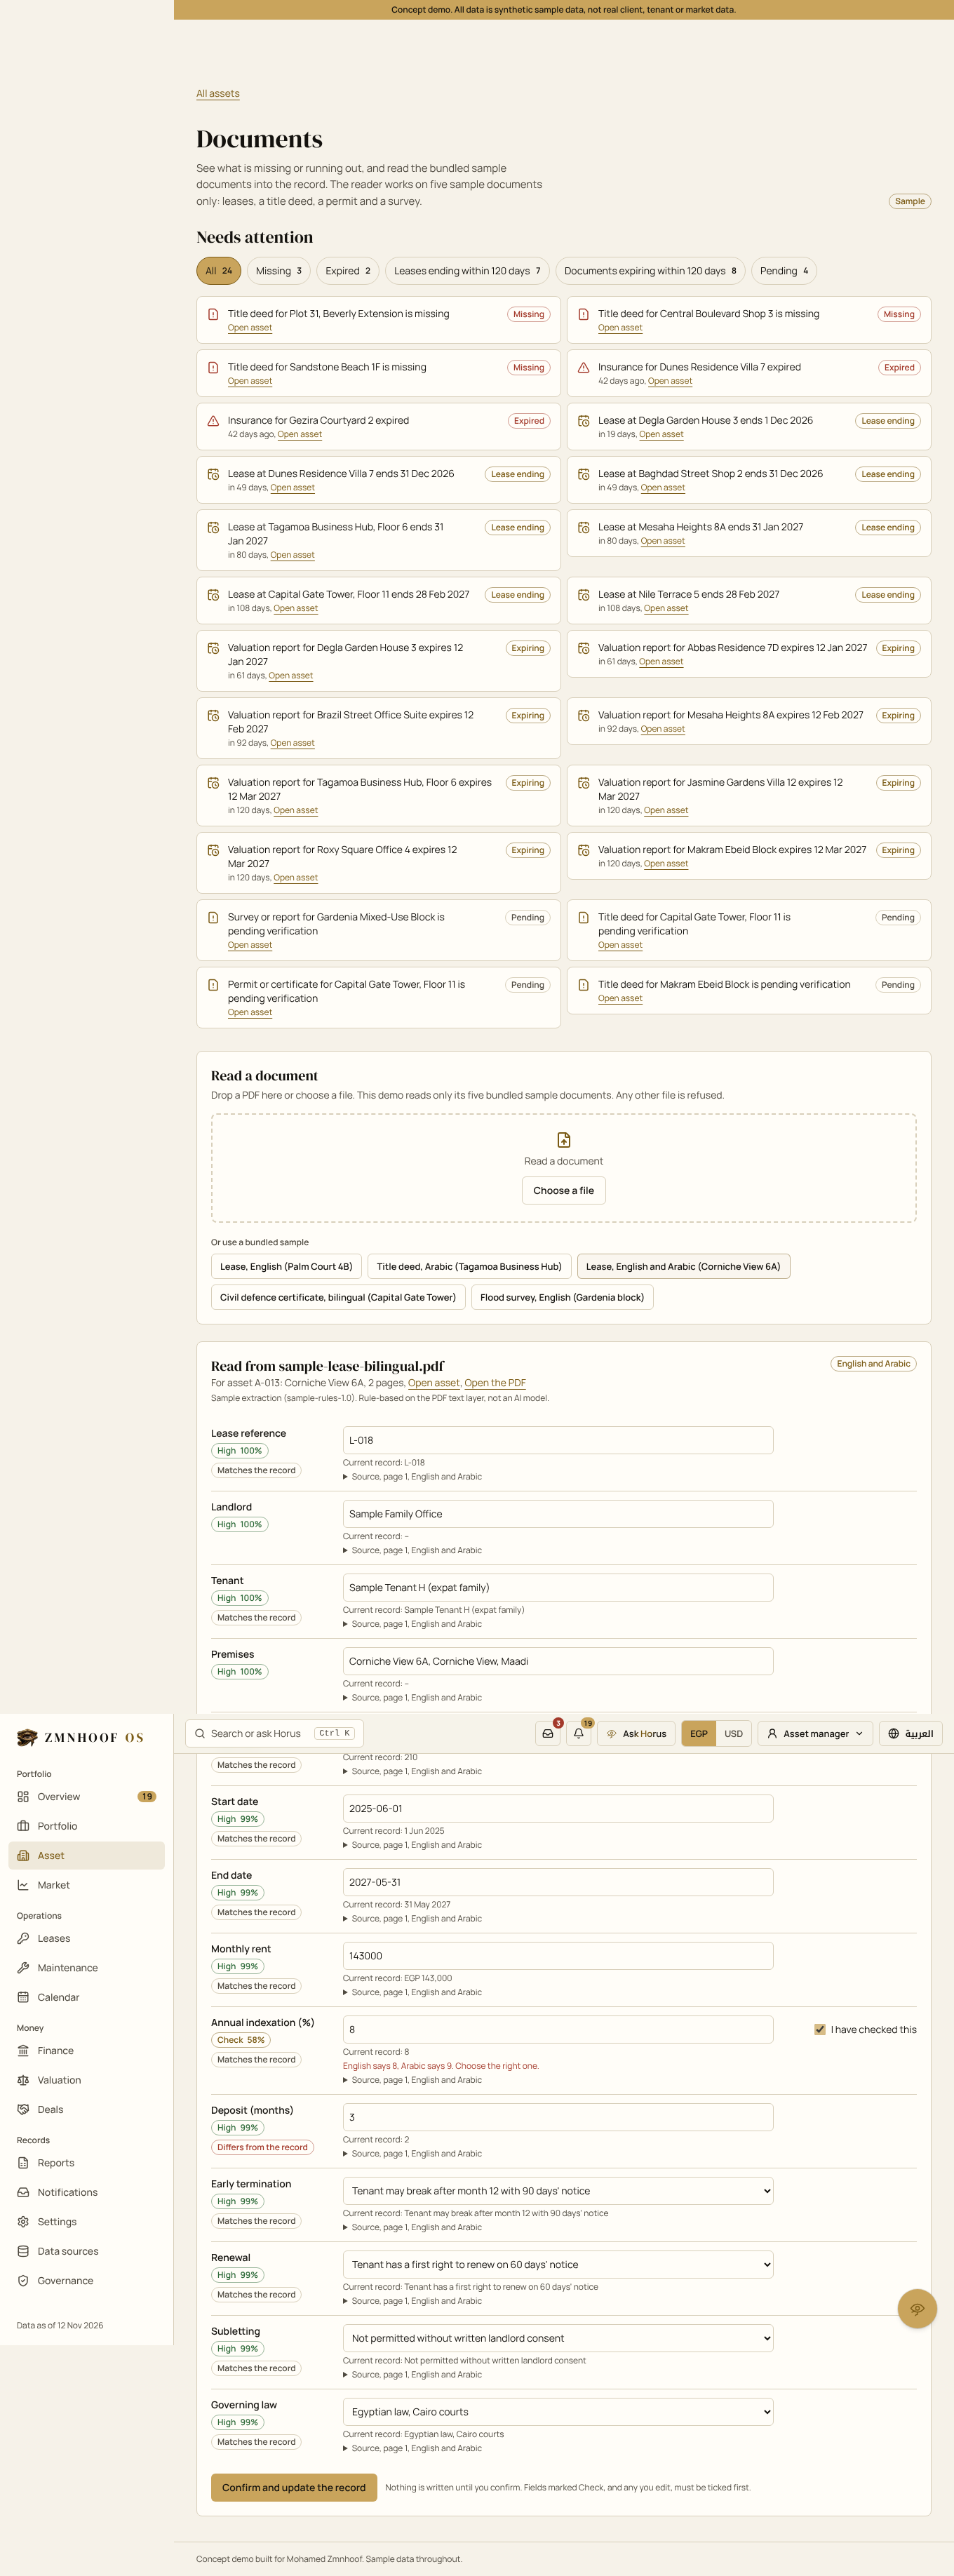 Concept demo. All data is synthetic sample data, not real client, tenant or market data.
All assets
Documents
See what is missing or running out, and read the bundled sample
documents into the record. The reader works on five sample documents
only: leases, a title deed, a permit and a survey.
Sample
Needs attention
All 24
Missing 3
Expired 2
Leases ending within 120 days 7
Documents expiring within 120 days 8
Pending 4
Title deed for Plot 31, Beverly Extension is missing
Missing
Open asset
Title deed for Central Boulevard Shop 3 is missing
Missing
Open asset
Title deed for Sandstone Beach 1F is missing
Missing
Open asset
Insurance for Dunes Residence Villa 7 expired
Expired
42 days ago, Open asset
Insurance for Gezira Courtyard 2 expired
Expired
42 days ago, Open asset
Lease at Degla Garden House 3 ends 1 Dec 2026
Lease ending
in 19 days, Open asset
Lease at Dunes Residence Villa 7 ends 31 Dec 2026
Lease ending
in 49 days, Open asset
Lease at Baghdad Street Shop 2 ends 31 Dec 2026
Lease ending
in 49 days, Open asset
Lease at Tagamoa Business Hub, Floor 6 ends 31
Jan 2027
Lease ending
in 80 days, Open asset
Lease at Mesaha Heights 8A ends 31 Jan 2027
Lease ending
in 80 days, Open asset
Lease at Capital Gate Tower, Floor 11 ends 28 Feb 2027
Lease ending
in 108 days, Open asset
Lease at Nile Terrace 5 ends 28 Feb 2027
Lease ending
in 108 days, Open asset
Valuation report for Degla Garden House 3 expires 12
Jan 2027
Expiring
in 61 days, Open asset
Valuation report for Abbas Residence 7D expires 12 Jan 2027
Expiring
in 61 days, Open asset
Valuation report for Brazil Street Office Suite expires 12
Feb 2027
Expiring
in 92 days, Open asset
Valuation report for Mesaha Heights 8A expires 12 Feb 2027
Expiring
in 92 days, Open asset
Valuation report for Tagamoa Business Hub, Floor 6 expires
12 Mar 2027
Expiring
in 120 days, Open asset
Valuation report for Jasmine Gardens Villa 12 expires 12
Mar 2027
Expiring
in 120 days, Open asset
Valuation report for Roxy Square Office 4 expires 12
Mar 2027
Expiring
in 120 days, Open asset
Valuation report for Makram Ebeid Block expires 12 Mar 2027
Expiring
in 120 days, Open asset
Survey or report for Gardenia Mixed-Use Block is
pending verification
Pending
Open asset
Title deed for Capital Gate Tower, Floor 11 is
pending verification
Pending
Open asset
Permit or certificate for Capital Gate Tower, Floor 11 is
pending verification
Pending
Open asset
Title deed for Makram Ebeid Block is pending verification
Pending
Open asset
Read a document
Drop a PDF here or choose a file. This demo reads only its five bundled sample documents. Any other file is refused.
Read a document
Choose a file
Or use a bundled sample
Lease, English (Palm Court 4B)
Title deed, Arabic (Tagamoa Business Hub)
Lease, English and Arabic (Corniche View 6A)
Civil defence certificate, bilingual (Capital Gate Tower)
Flood survey, English (Gardenia block)
Read from sample-lease-bilingual.pdf
English and Arabic
For asset A-013: Corniche View 6A, 2 pages, Open asset, Open the PDF
Sample extraction (sample-rules-1.0). Rule-based on the PDF text layer, not an AI model.
Lease reference
High 100%
Matches the record
L-018
Current record: L-018
Source, page 1, English and Arabic
Landlord
High 100%
Sample Family Office
Current record: –
Source, page 1, English and Arabic
Tenant
High 100%
Matches the record
Sample Tenant H (expat family)
Current record: Sample Tenant H (expat family)
Source, page 1, English and Arabic
Premises
High 100%
Corniche View 6A, Corniche View, Maadi
Current record: –
Source, page 1, English and Arabic
ZMNHOOF OS
Search or ask Horus
Ctrl K
3
19
Ask Horus
EGP
USD
Asset manager
العربية
Portfolio
Overview 19
Portfolio
Asset
Market
Operations
Leases
Maintenance
Calendar
Money
Finance
Valuation
Deals
Records
Reports
Notifications
Settings
Data sources
Governance
Data as of 12 Nov 2026
Matches the record
Current record: 210
Source, page 1, English and Arabic
Start date
High 99%
Matches the record
2025-06-01
Current record: 1 Jun 2025
Source, page 1, English and Arabic
End date
High 99%
Matches the record
2027-05-31
Current record: 31 May 2027
Source, page 1, English and Arabic
Monthly rent
High 99%
Matches the record
143000
Current record: EGP 143,000
Source, page 1, English and Arabic
Annual indexation (%)
Check 58%
Matches the record
8
I have checked this
Current record: 8
English says 8, Arabic says 9. Choose the right one.
Source, page 1, English and Arabic
Deposit (months)
High 99%
Differs from the record
3
Current record: 2
Source, page 1, English and Arabic
Early termination
High 99%
Matches the record
Tenant may break after month 12 with 90 days' notice
Current record: Tenant may break after month 12 with 90 days' notice
Source, page 1, English and Arabic
Renewal
High 99%
Matches the record
Tenant has a first right to renew on 60 days' notice
Current record: Tenant has a first right to renew on 60 days' notice
Source, page 1, English and Arabic
Subletting
High 99%
Matches the record
Not permitted without written landlord consent
Current record: Not permitted without written landlord consent
Source, page 1, English and Arabic
Governing law
High 99%
Matches the record
Egyptian law, Cairo courts
Current record: Egyptian law, Cairo courts
Source, page 1, English and Arabic
Confirm and update the record
Nothing is written until you confirm. Fields marked Check, and any you edit, must be ticked first.
Concept demo built for Mohamed Zmnhoof. Sample data throughout.